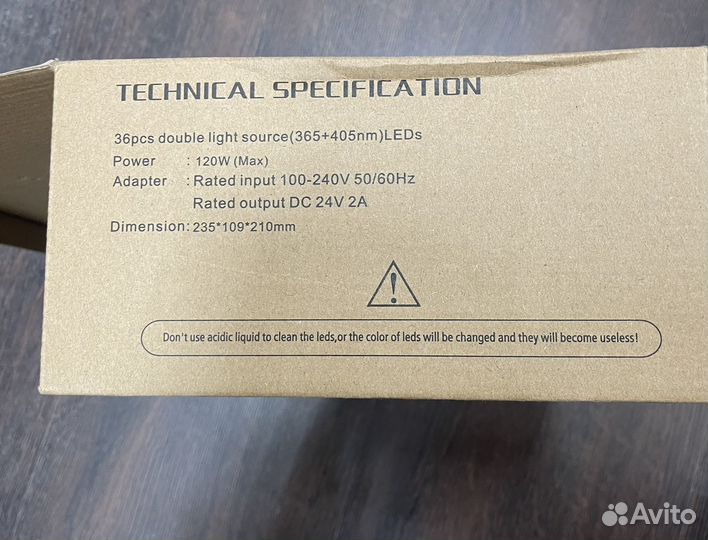 TECHNICAL SPECIFICATION
36pcs double light source(365+405nm)LEDs
Power : 120W (Max)
Adapter : Rated input 100-240V 50/60Hz
Rated output DC 24V 2A
Dimension: 235*109*210mm
Don't use acidic liquid to clean the leds,or the color of leds will be changed and they will become useless!
Avito